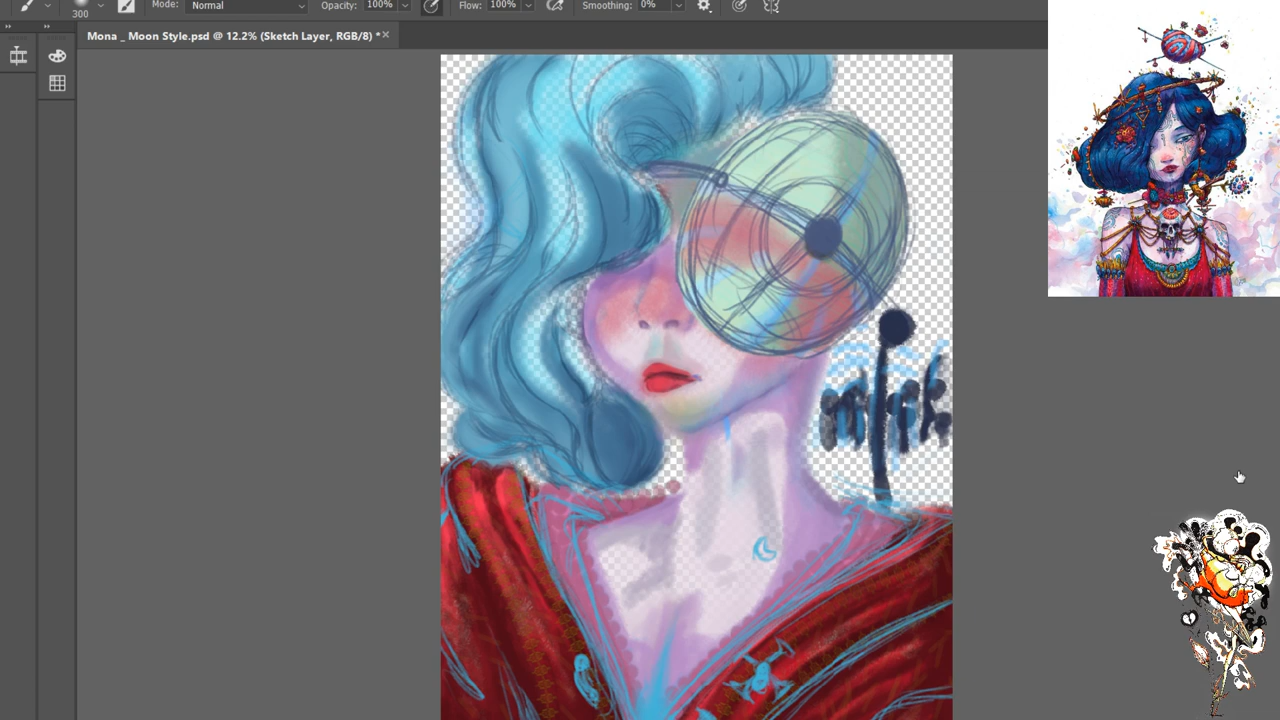 300
Mode: Normal Opacity: 100% Flow: 100% Smoothing: 0%
Mona _ Moon Style.psd @ 12.2% (Sketch Layer, RGB/8) *